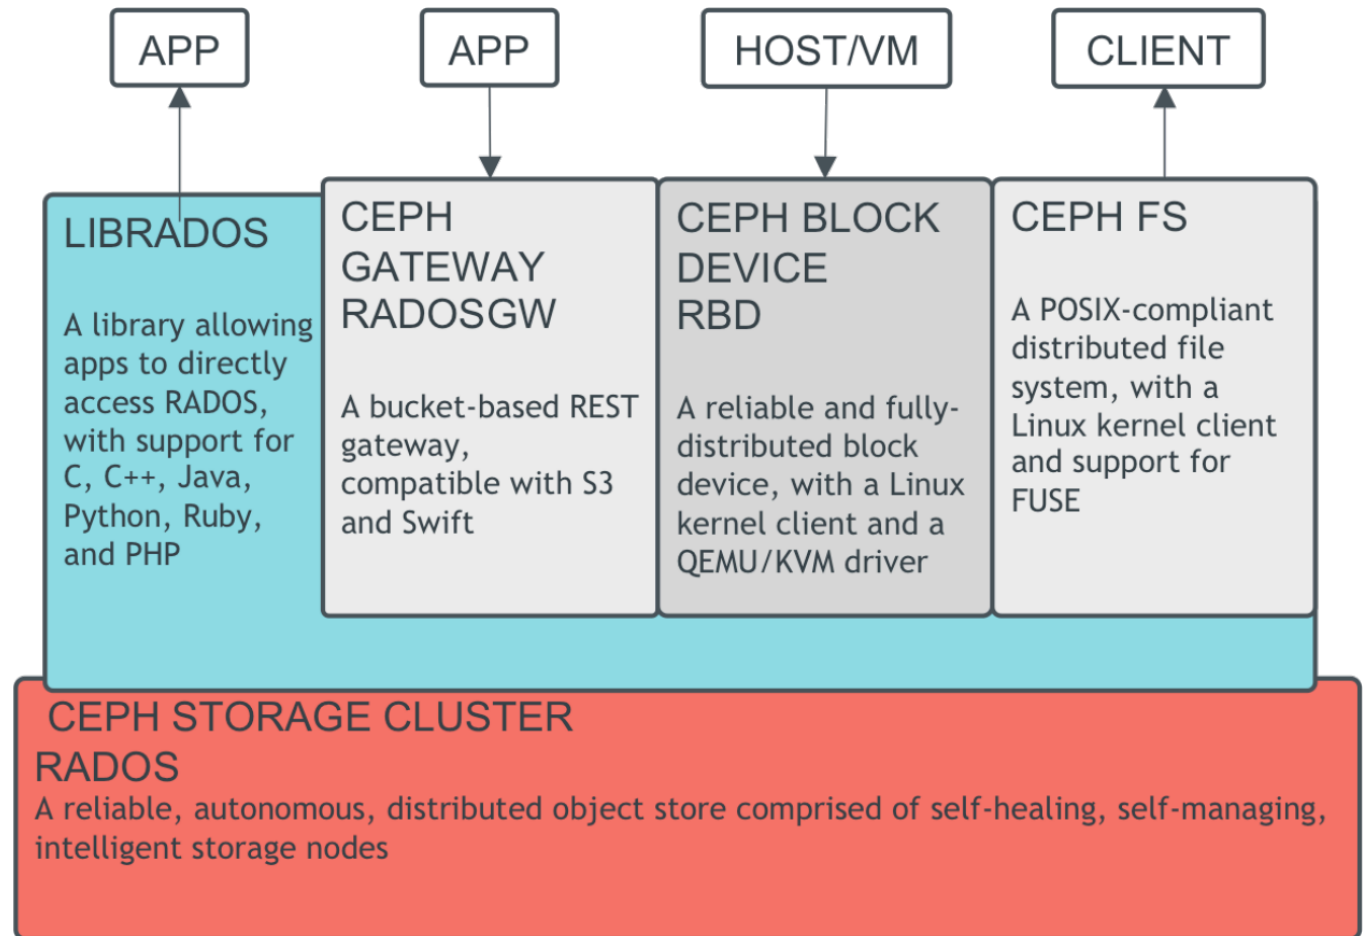 APP
APP
HOST/VM
CLIENT
LIBRADOS
A library allowing
apps to directly
access RADOS,
with support for
C, C++, Java,
Python, Ruby,
and PHP
CEPH
GATEWAY
RADOSGW
A bucket-based REST
gateway,
compatible with S3
and Swift
CEPH BLOCK
DEVICE
RBD
A reliable and fully-
distributed block
device, with a Linux
kernel client and a
QEMU/KVM driver
CEPH FS
A POSIX-compliant
distributed file
system, with a
Linux kernel client
and support for
FUSE
CEPH STORAGE CLUSTER
RADOS
A reliable, autonomous, distributed object store comprised of self-healing, self-managing,
intelligent storage nodes